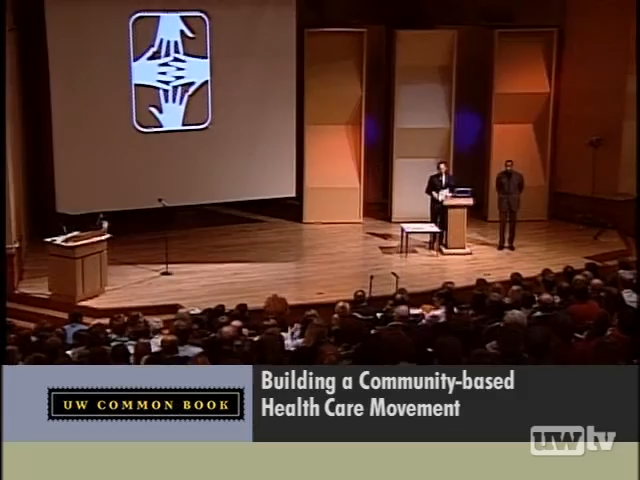 UW COMMON BOOK
Building a Community-based
Health Care Movement
uwtv